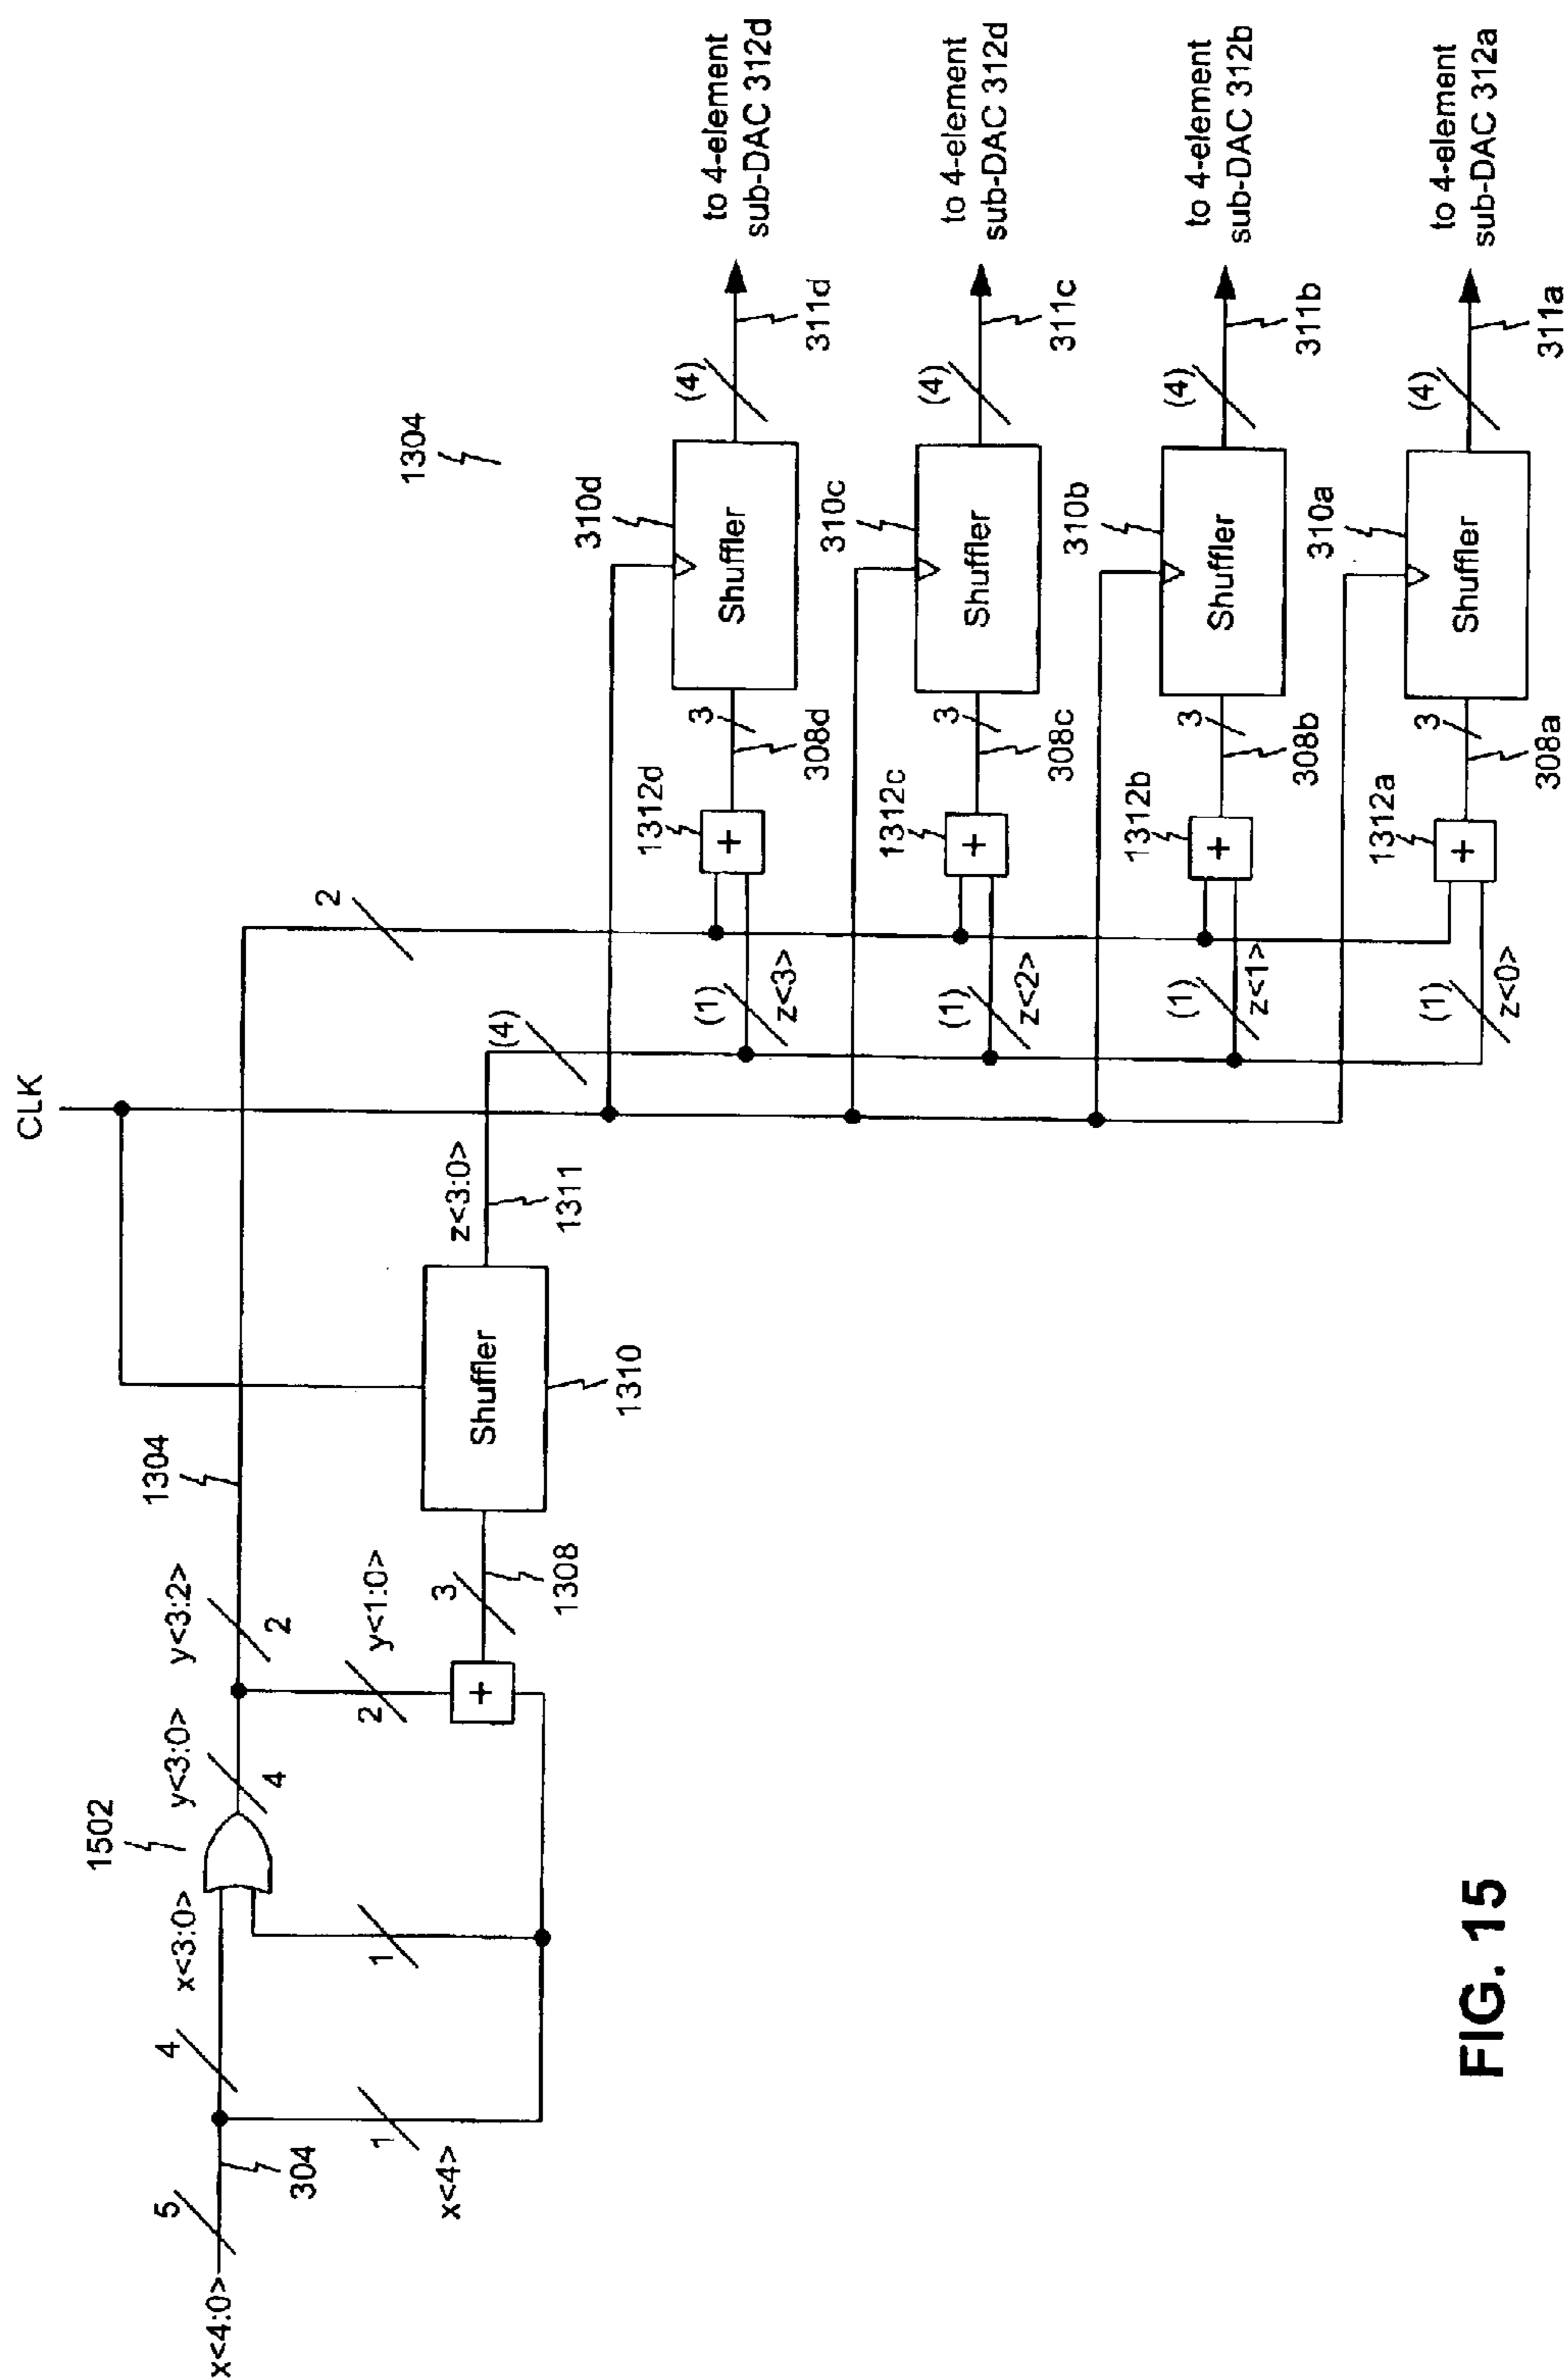 CLK
x<4:0>
5
304
4
x<3:0>
1
x<4>
1
1502
y<3:0>
4
y<3:2>
2
1304
2
y<1:0>
+
3
1308
Shuffler
1310
z<3:0>
1311
(4)
2
1304
(1)
z<3>
1312d
+
3
308d
310d
Shuffler
(4)
311d
to 4-element
sub-DAC 312d
(1)
z<2>
1312c
+
3
308c
310c
Shuffler
(4)
311c
to 4-element
sub-DAC 312d
(1)
z<1>
1312b
+
3
308b
310b
Shuffler
(4)
311b
to 4-element
sub-DAC 312b
(1)
z<0>
1312a
+
3
308a
310a
Shuffler
(4)
311a
to 4-element
sub-DAC 312a
FIG. 15